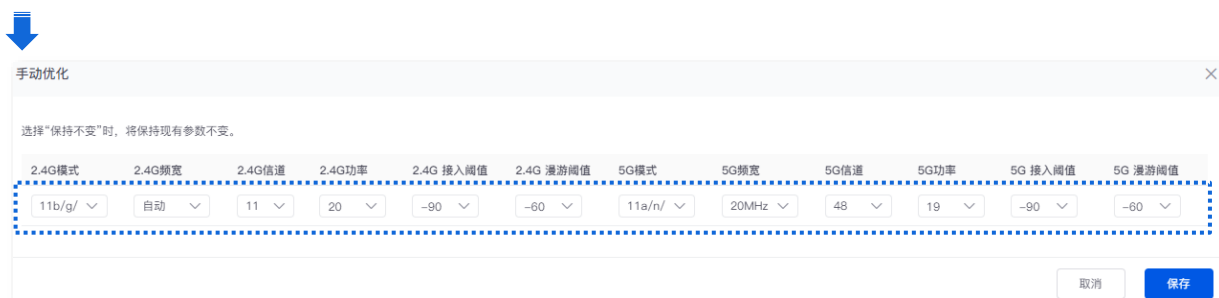 手动优化
选择“保持不变”时，将保持现有参数不变。
2.4G模式 2.4G频宽 2.4G信道 2.4G功率 2.4G 接入阈值 2.4G 漫游阈值 5G模式 5G频宽 5G信道 5G功率 5G 接入阈值 5G 漫游阈值
11b/g/ 自动 11 20 -90 -60 11a/n/ 20MHz 48 19 -90 -60
取消 保存